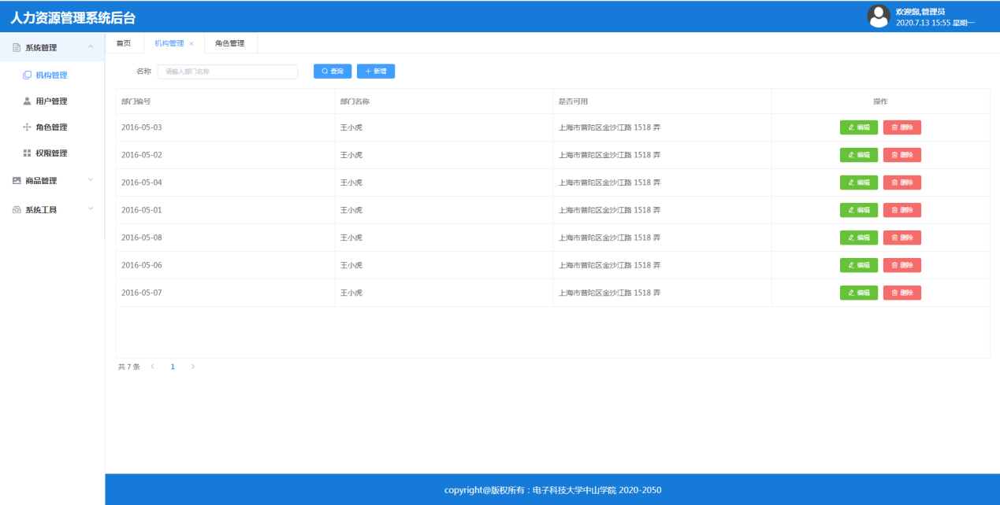 人力资源管理系统后台
欢迎您,管理员
2020.7.13 15:55 星期一
系统管理
机构管理
用户管理
角色管理
权限管理
商品管理
系统工具
首页 机构管理 × 角色管理
名称 请输入部门名称 查询 + 新增
部门编号 部门名称 是否可用 操作
2016-05-03 王小虎 上海市普陀区金沙江路 1518 弄 编辑 删除
2016-05-02 王小虎 上海市普陀区金沙江路 1518 弄 编辑 删除
2016-05-04 王小虎 上海市普陀区金沙江路 1518 弄 编辑 删除
2016-05-01 王小虎 上海市普陀区金沙江路 1518 弄 编辑 删除
2016-05-08 王小虎 上海市普陀区金沙江路 1518 弄 编辑 删除
2016-05-06 王小虎 上海市普陀区金沙江路 1518 弄 编辑 删除
2016-05-07 王小虎 上海市普陀区金沙江路 1518 弄 编辑 删除
共 7 条 < 1 >
copyright@版权所有：电子科技大学中山学院 2020-2050